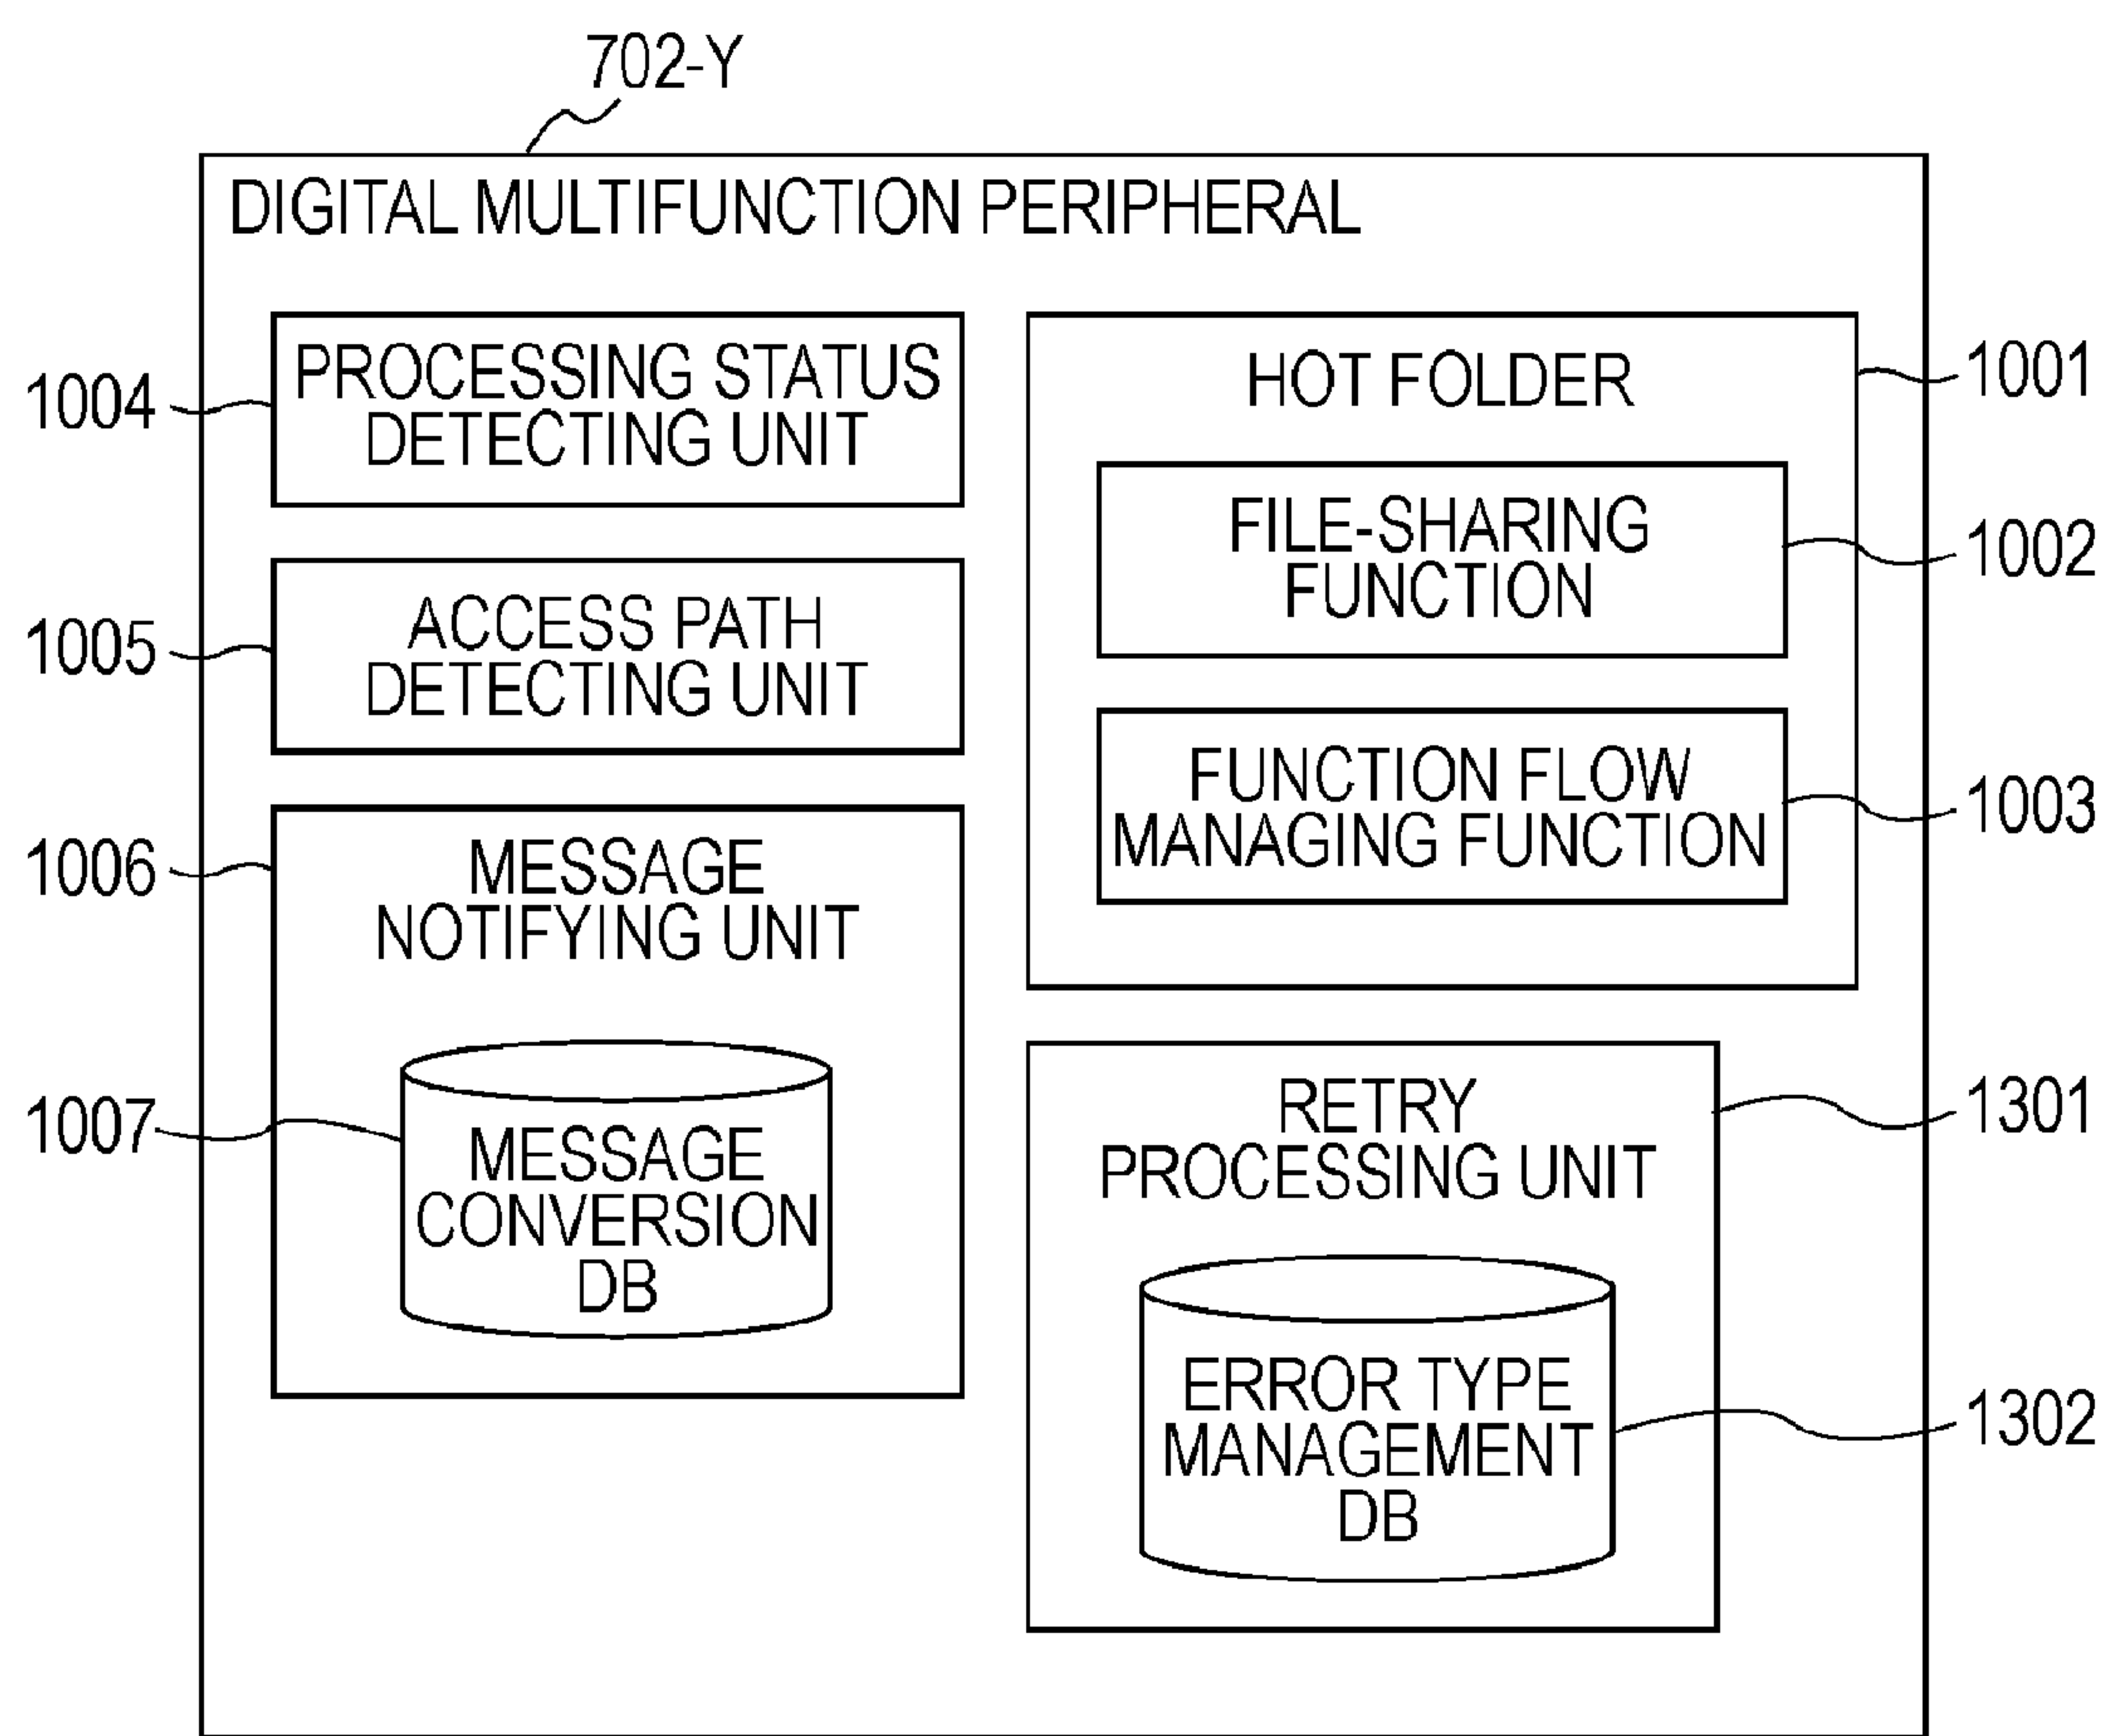 702-Y
DIGITAL MULTIFUNCTION PERIPHERAL
1004
PROCESSING STATUS
DETECTING UNIT
1005
ACCESS PATH
DETECTING UNIT
1006
MESSAGE
NOTIFYING UNIT
1007
MESSAGE
CONVERSION
DB
HOT FOLDER
1001
FILE-SHARING
FUNCTION
1002
FUNCTION FLOW
MANAGING FUNCTION
1003
RETRY
PROCESSING UNIT
1301
ERROR TYPE
MANAGEMENT
DB
1302